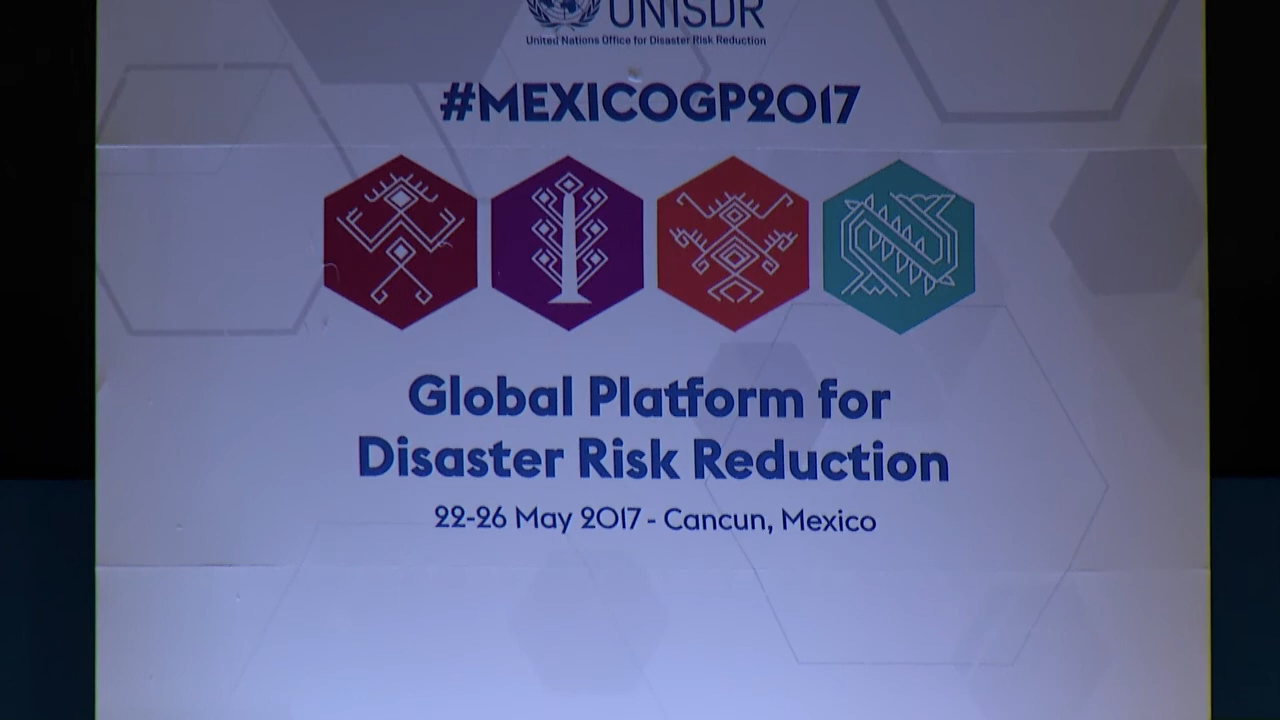 UNISDR
United Nations Office for Disaster Risk Reduction
#MEXICOGP2017
Global Platform for
Disaster Risk Reduction
22-26 May 2017 - Cancun, Mexico